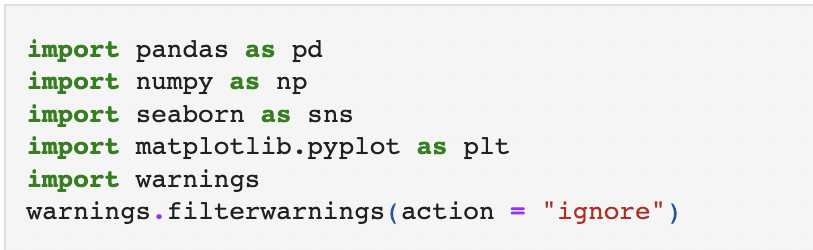 import pandas as pd
import numpy as np
import seaborn as sns
import matplotlib.pyplot as plt
import warnings
warnings.filterwarnings(action = "ignore")